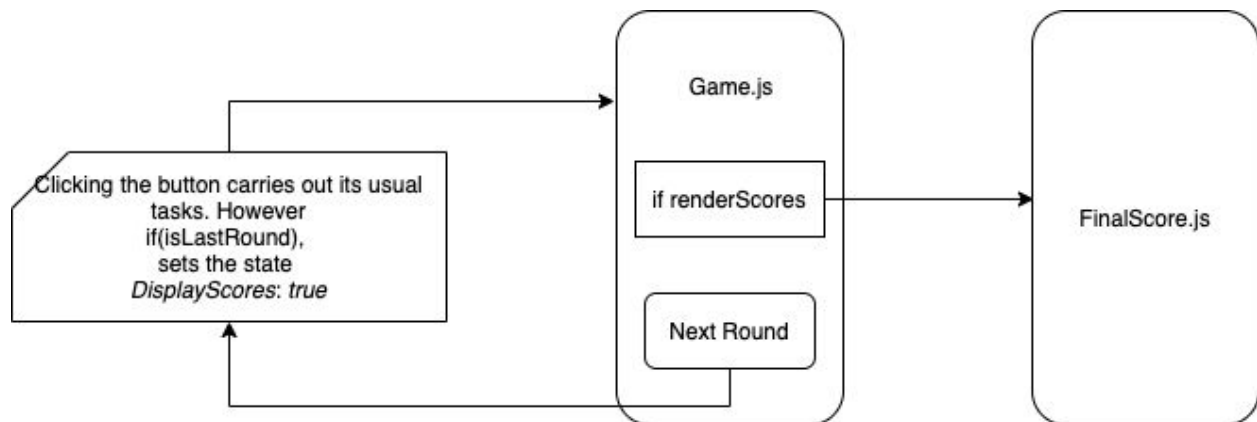 Game.js
Clicking the button carries out its usual
tasks. However
if(isLastRound),
sets the state
DisplayScores: true
if renderScores
FinalScore.js
Next Round